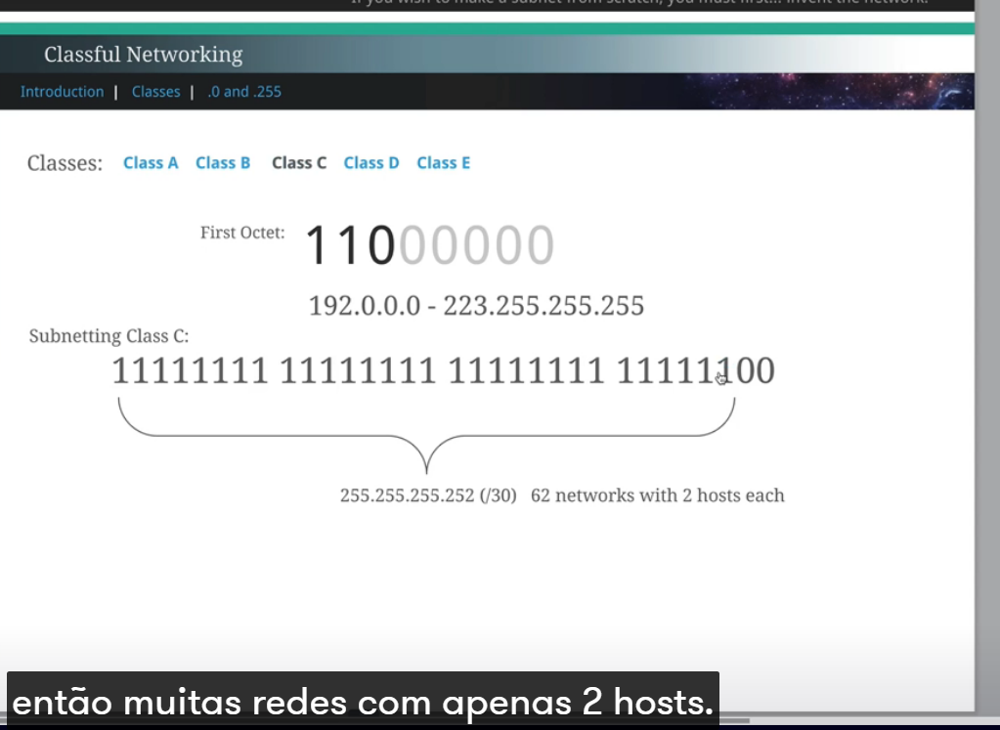 If you wish to make a subnet from scratch, you must first... invent the network.
Classful Networking
Introduction | Classes | .0 and .255
Classes: Class A Class B Class C Class D Class E
First Octet: 11000000
192.0.0.0 - 223.255.255.255
Subnetting Class C:
11111111 11111111 11111111 11111100
255.255.255.252 (/30) 62 networks with 2 hosts each
então muitas redes com apenas 2 hosts.